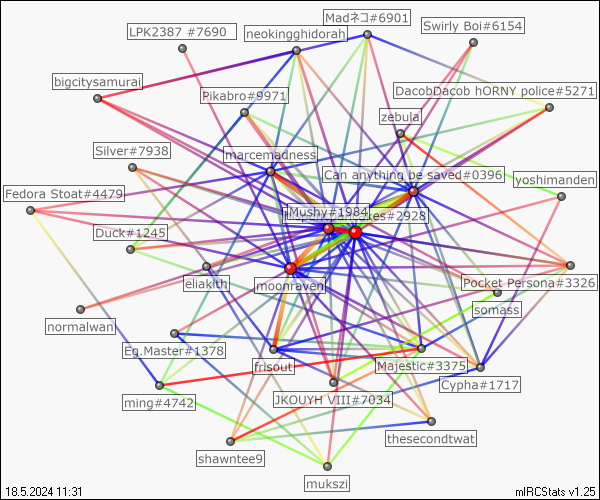 Madネコ#6901
LPK2387 #7690
neokingghidorah
Swirly Boi#6154
bigcitysamurai
DacobDacob hORNY police#5271
Pikabro#9971
zebula
Silver#7938
marcemadness
Can anything be saved#0396
yoshimanden
Fedora Stoat#4479
Mushy#1984
kes#2928
Duck#1245
eliaklth
moonraven
Pocket Persona#3326
somass
normalwan
Eg.Master#1378
frisout
Majestic#3375
Cypha#1717
ming#4742
JKOUYH VIII#7034
thesecondtwat
shawntee9
mukszi
18.5.2024 11:31
mIRCStats v1.25